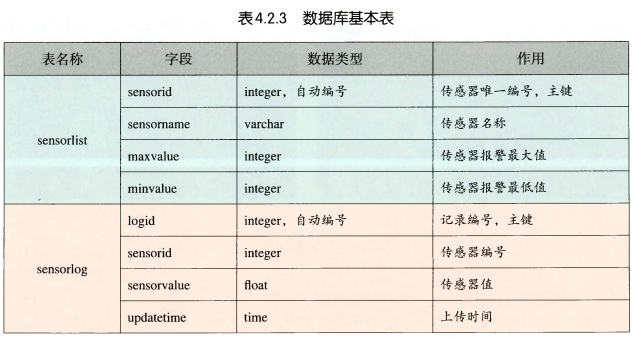 表4.2.3 数据库基本表
表名称 字段 数据类型 作用
sensorlist sensorid integer，自动编号 传感器唯一编号，主键
sensorname varchar 传感器名称
maxvalue integer 传感器报警最大值
minvalue integer 传感器报警最低值
sensorlog logid integer，自动编号 记录编号，主键
sensorid integer 传感器编号
sensorvalue float 传感器值
updatetime time 上传时间